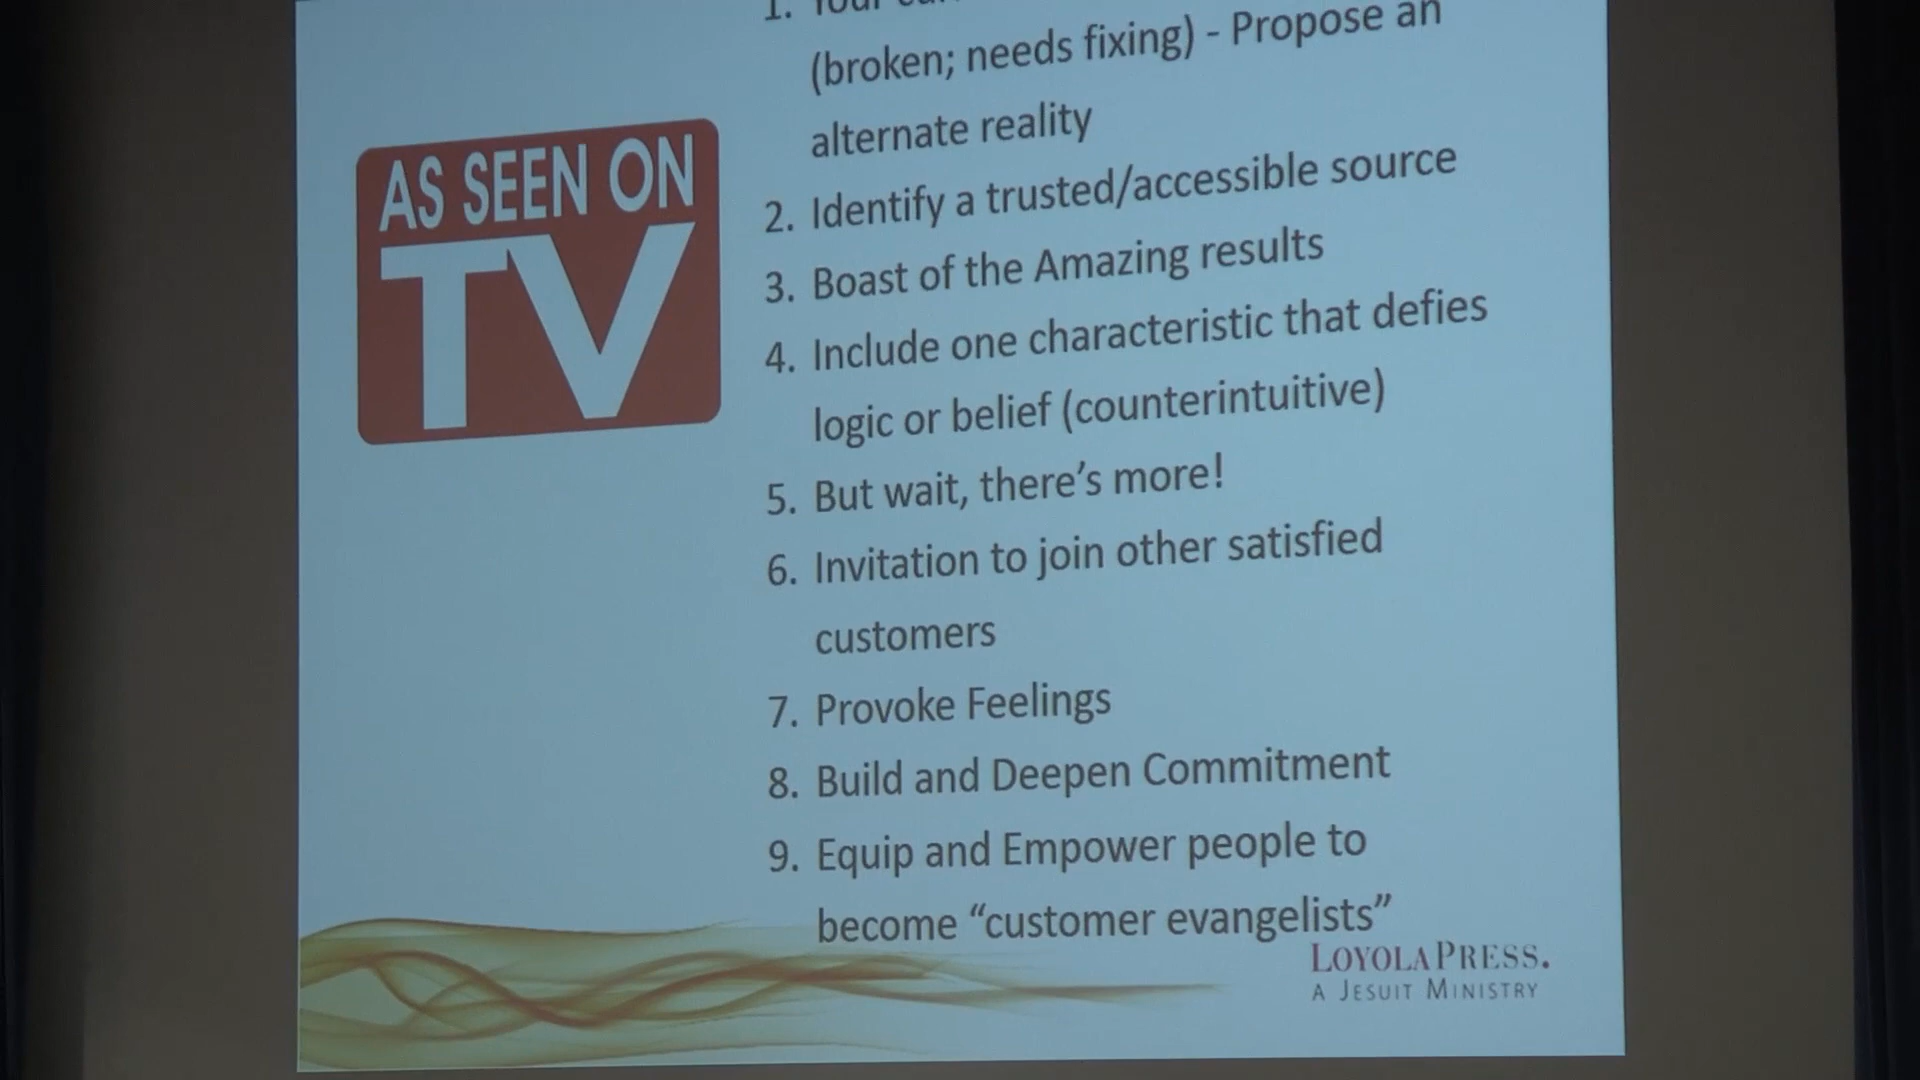 AS SEEN ON
TV
1. Your
(broken; needs fixing) - Propose an
alternate reality
2. Identify a trusted/accessible source
3. Boast of the Amazing results
4. Include one characteristic that defies
logic or belief (counterintuitive)
5. But wait, there's more!
6. Invitation to join other satisfied
customers
7. Provoke Feelings
8. Build and Deepen Commitment
9. Equip and Empower people to
become “customer evangelists”
LOYOLA PRESS.
A JESUIT MINISTRY